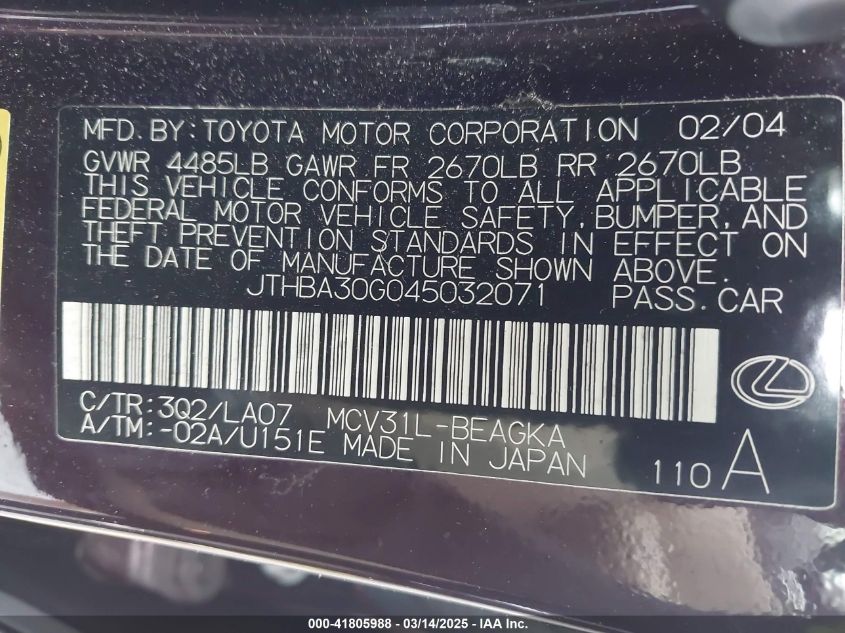 MFD. BY: TOYOTA MOTOR CORPORATION 02/04
GVWR 4485LB GAWR FR 2670LB RR 2670LB
THIS VEHICLE CONFORMS TO ALL APPLICABLE
FEDERAL MOTOR VEHICLE SAFETY, BUMPER, AND
THEFT PREVENTION STANDARDS IN EFFECT ON
THE DATE OF MANUFACTURE SHOWN ABOVE.
JTHBA30G045032071 PASS. CAR
C/TR: 3Q2/LA07 MCV31L-BEAGKA
A/TM: -02A/U151E MADE IN JAPAN
110 A
000-41805988 - 03/14/2025 - IAA, Inc.